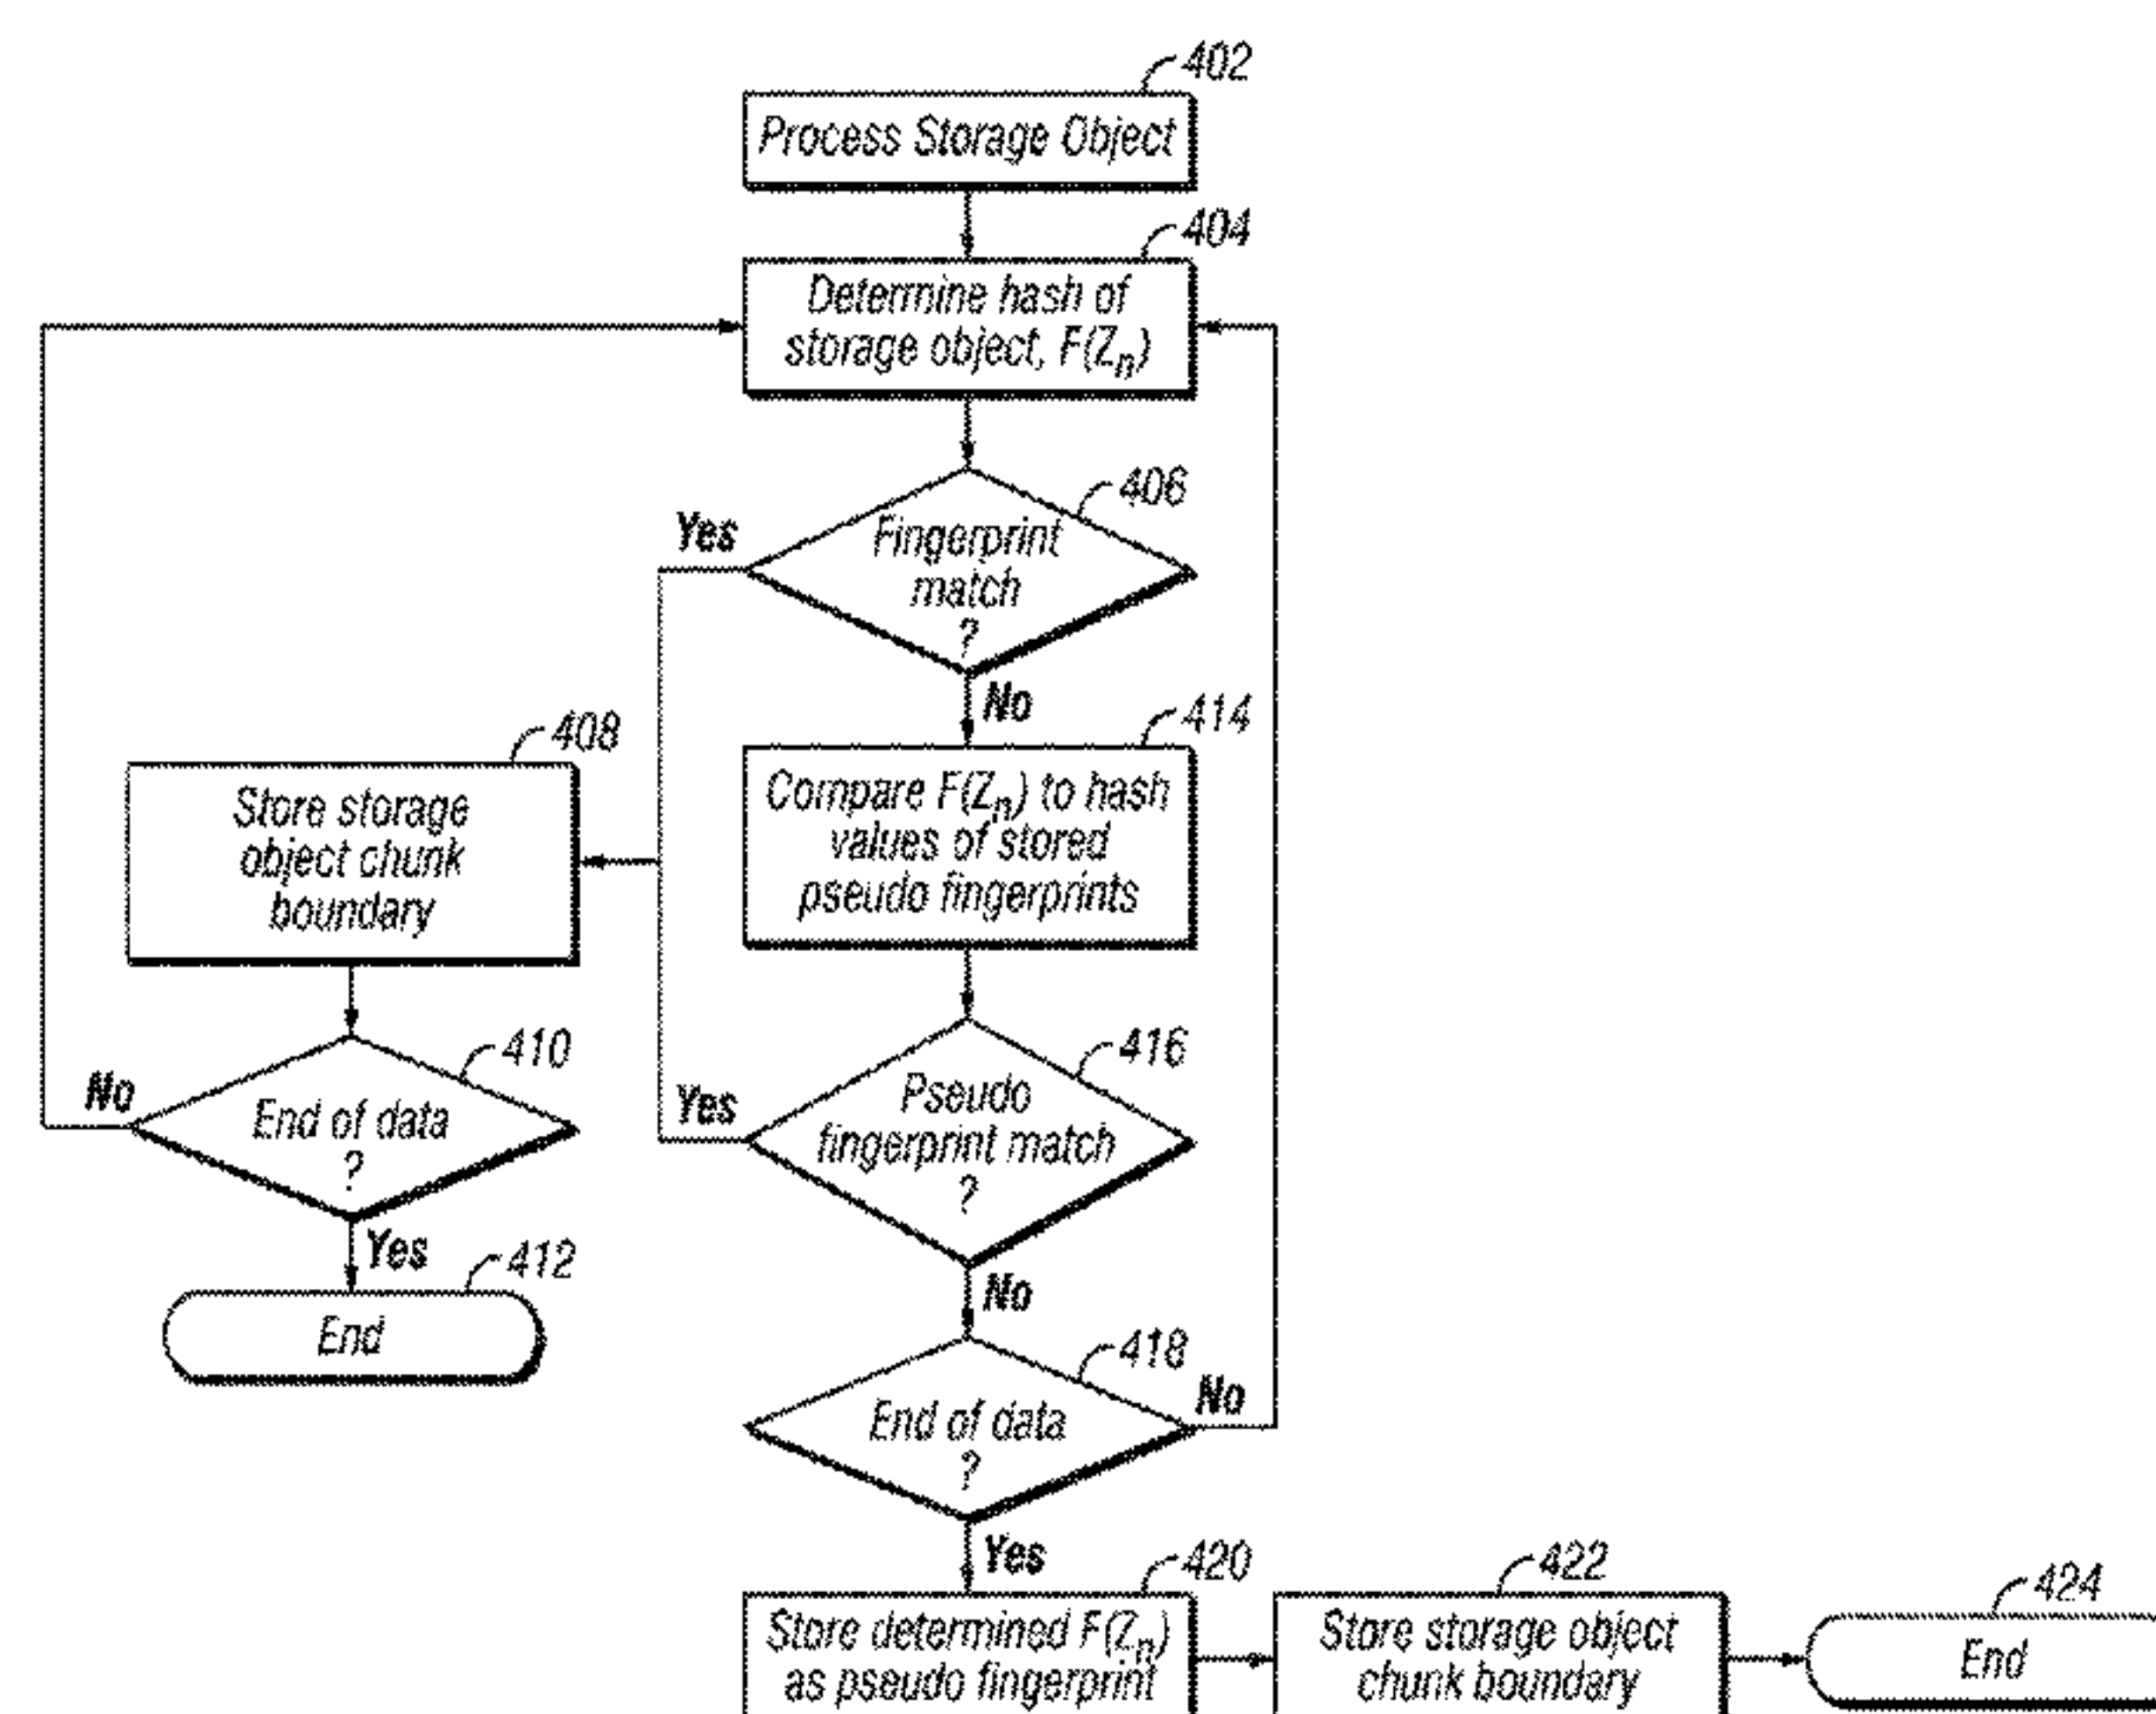 402
Process Storage Object
404
Determine hash of
storage object, F(Zn)
406
Yes
Fingerprint
match
?
No
414
408
Store storage
object chunk
boundary
Compare F(Zn) to hash
values of stored
pseudo fingerprints
410
No
End of data
?
Yes
412
End
416
Yes
Pseudo
fingerprint match
?
No
418
No
End of data
?
Yes
420
Store determined F(Zn)
as pseudo fingerprint
422
Store storage object
chunk boundary
424
End